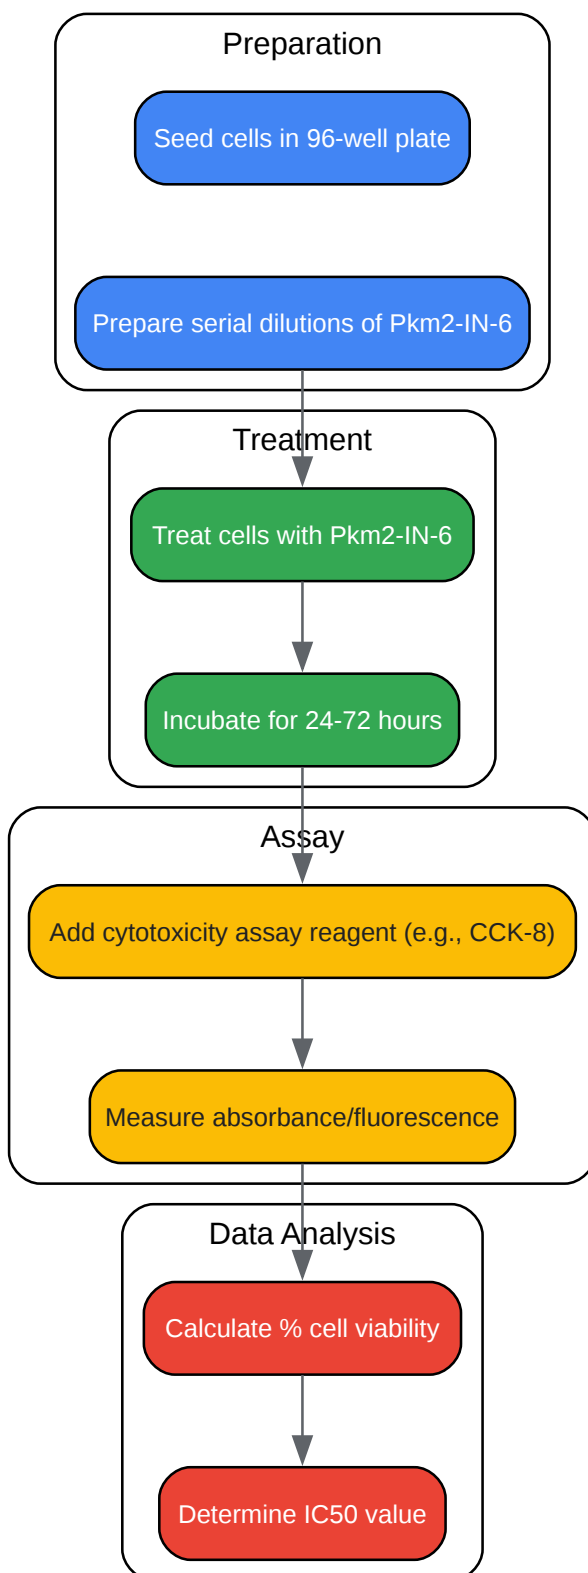 Preparation
Seed cells in 96-well plate
Prepare serial dilutions of Pkm2-IN-6
Treatment
Treat cells with Pkm2-IN-6
Incubate for 24-72 hours
Assay
Add cytotoxicity assay reagent (e.g., CCK-8)
Measure absorbance/fluorescence
Data Analysis
Calculate % cell viability
Determine IC50 value